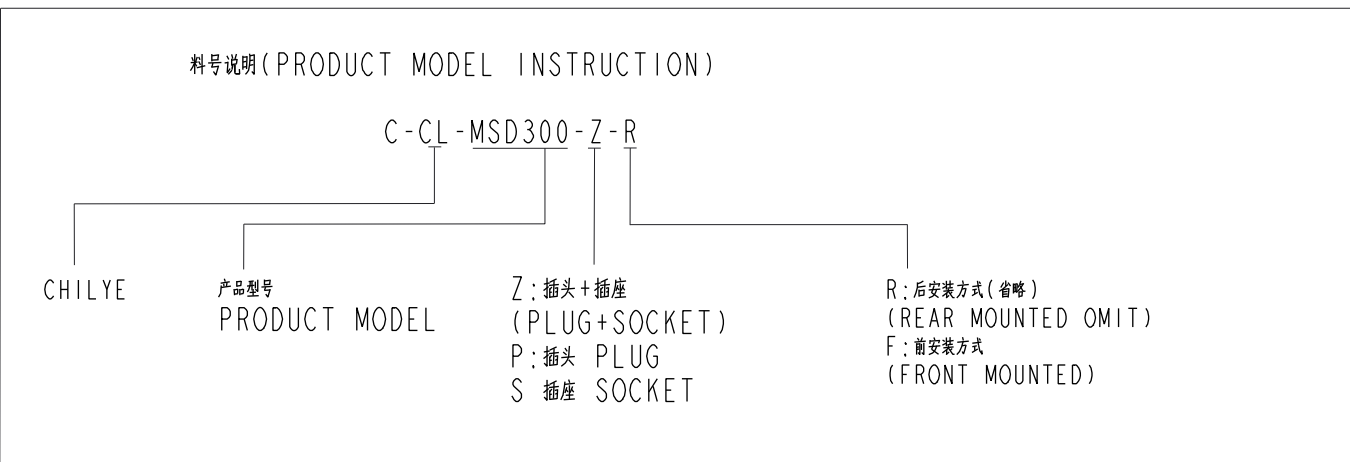 料号说明(PRODUCT MODEL INSTRUCTION)
C-CL-MSD300-Z-R
CHILYE
产品型号
PRODUCT MODEL
Z:插头+插座
(PLUG+SOCKET)
P:插头 PLUG
S 插座 SOCKET
R:后安装方式(省略)
(REAR MOUNTED OMIT)
F:前安装方式
(FRONT MOUNTED)